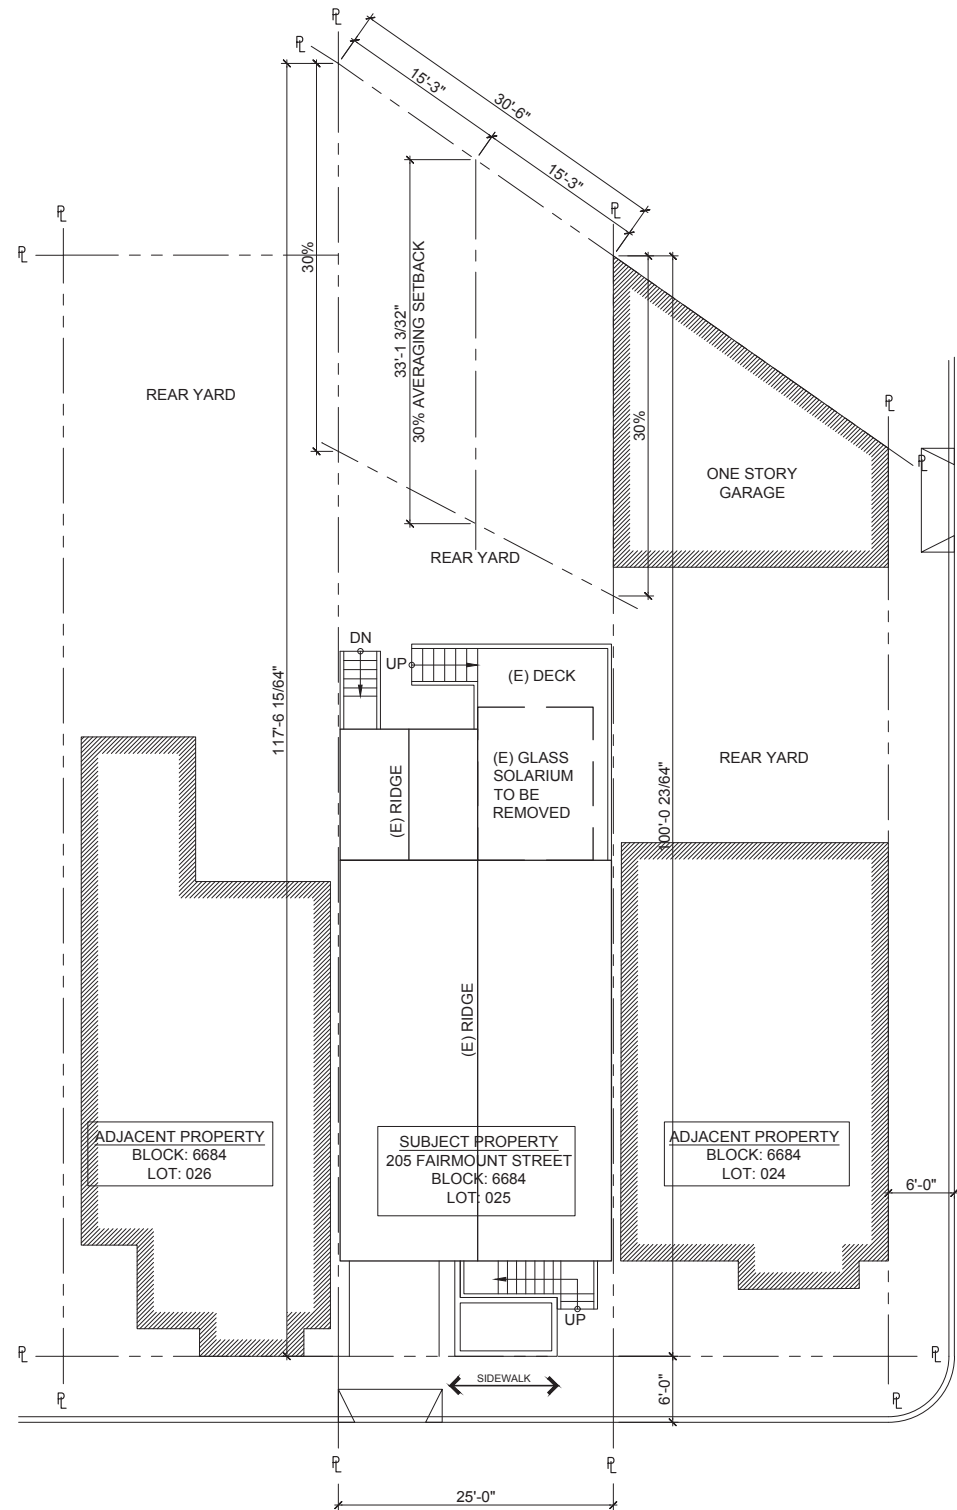 PL
PL
15'-3"
30'-6"
15'-3"
PL
PL
PL
30%
33'-1 3/32"
30% AVERAGING SETBACK
30%
REAR YARD
PL
ONE STORY
GARAGE
PL
REAR YARD
DN
UP
(E) DECK
117'-6 15/64"
(E) RIDGE
(E) GLASS
SOLARIUM
TO BE
REMOVED
REAR YARD
100'-0 23/64"
(E) RIDGE
ADJACENT PROPERTY
BLOCK: 6684
LOT: 026
SUBJECT PROPERTY
205 FAIRMOUNT STREET
BLOCK: 6684
LOT: 025
ADJACENT PROPERTY
BLOCK: 6684
LOT: 024
6'-0"
UP
PL
PL
SIDEWALK
6'-0"
PL
PL
PL
PL
25'-0"